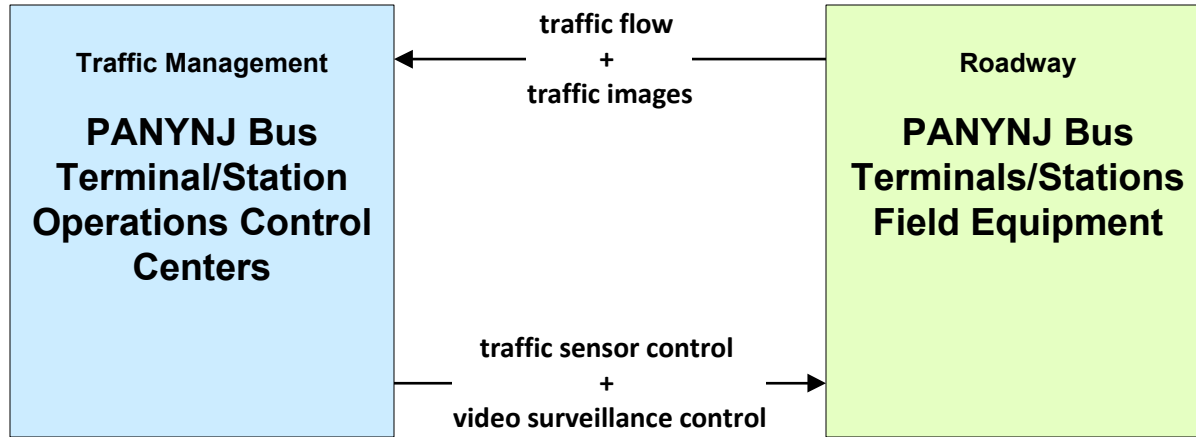 Traffic Management
PANYNJ Bus
Terminal/Station
Operations Control
Centers
traffic flow
+
traffic images
traffic sensor control
+
video surveillance control
Roadway
PANYNJ Bus
Terminals/Stations
Field Equipment